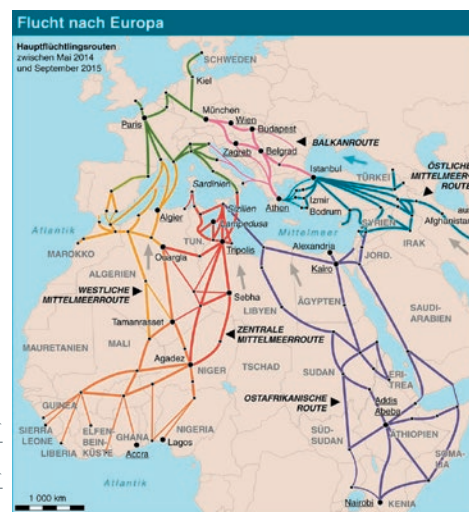 Flucht nach Europa
Hauptflüchtlingsrouten
zwischen Mai 2014
und September 2015
SCHWEDEN
Kiel
Paris
München
Wien
Budapest
Zagreb
Belgrad
BALKANROUTE
Istanbul
ÖSTLICHE
MITTELMEER-
ROUTE
TÜRKEI
Sardinien
Sizilien
Lampedusa
Athen
Izmir
Bodrum
aus
Afghanistan
Atlantik
Algier
TUN.
Tripolis
Mittelmeer
SYRIEN
IRAK
JORD.
MAROKKO
Ouargla
Alexandria
Kairo
ALGERIEN
WESTLICHE
MITTELMEERROUTE
Sebha
LIBYEN
ÄGYPTEN
SAUDI-
ARABIEN
Tamanrasset
ZENTRALE
MITTELMEERROUTE
MAURETANIEN
MALI
Agadez
NIGER
TSCHAD
SUDAN
ERI-
TREA
OSTAFRIKANISCHE
ROUTE
Addis
Abeba
GUINEA
SIERRA
LEONE
LIBERIA
ELFEN-
BEIN-
KÜSTE
GHANA
Accra
NIGERIA
Lagos
SÜD-
SUDAN
ÄTHIOPIEN
SOMA-
LIA
Atlantik
Nairobi
KENIA
1 000 km